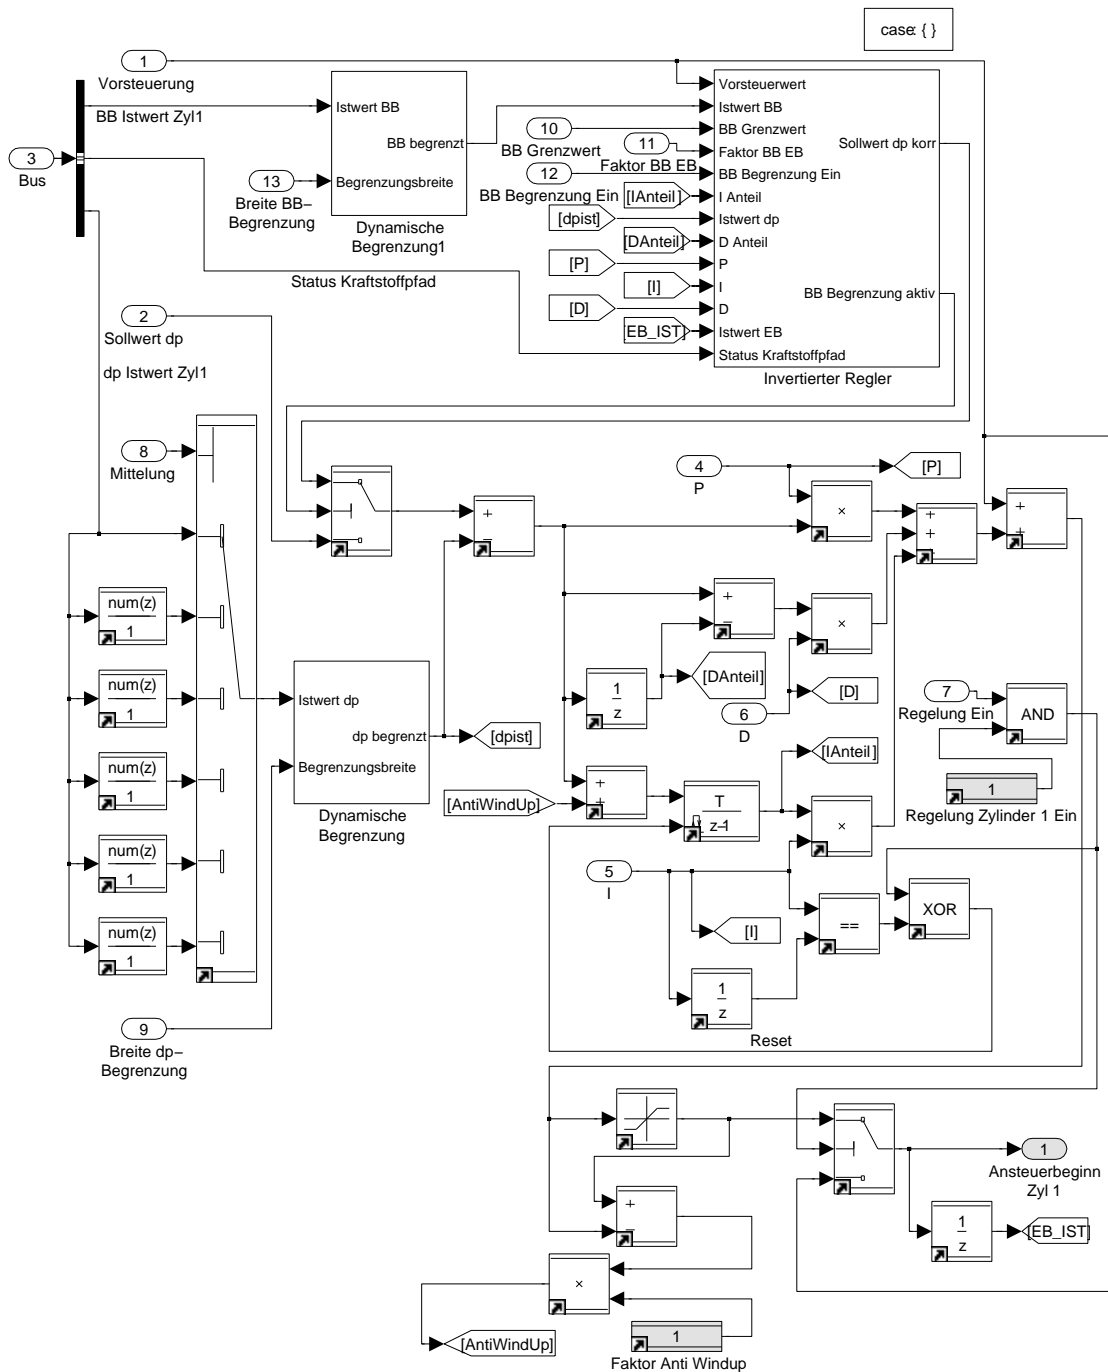 case: { }
1
Vorsteuerung
BB Istwert Zyl1
3
Bus
Istwert BB
BB begrenzt
Begrenzungsbreite
Dynamische
Begrenzung1
13
Breite BB–
Begrenzung
10
BB Grenzwert
11
Faktor BB EB
12
BB Begrenzung Ein
[IAnteil]
[dpist]
[DAnteil]
[P]
[I]
[D]
[EB_IST]
Vorsteuerwert
Istwert BB
BB Grenzwert
Faktor BB EB
BB Begrenzung Ein
I Anteil
Istwert dp
D Anteil
P
I
D
Istwert EB
Status Kraftstoffpfad
Sollwert dp korr
BB Begrenzung aktiv
Invertierter Regler
Status Kraftstoffpfad
2
Sollwert dp
dp Istwert Zyl1
8
Mittelung
num(z)
1
num(z)
1
num(z)
1
num(z)
1
num(z)
1
9
Breite dp–
Begrenzung
Istwert dp
dp begrenzt
Begrenzungsbreite
Dynamische
Begrenzung
[dpist]
+
–
4
P
[P]
×
+
+
+
+
+
+
–
×
1
z
[DAnteil]
6
D
[D]
7
Regelung Ein
AND
1
Regelung Zylinder 1 Ein
[IAnteil]
[AntiWindUp]
+
+
T
z–1
×
5
I
[I]
==
XOR
1
z
Reset
+
–
×
[AntiWindUp]
1
Faktor Anti Windup
1
Ansteuerbeginn
Zyl 1
1
z
[EB_IST]